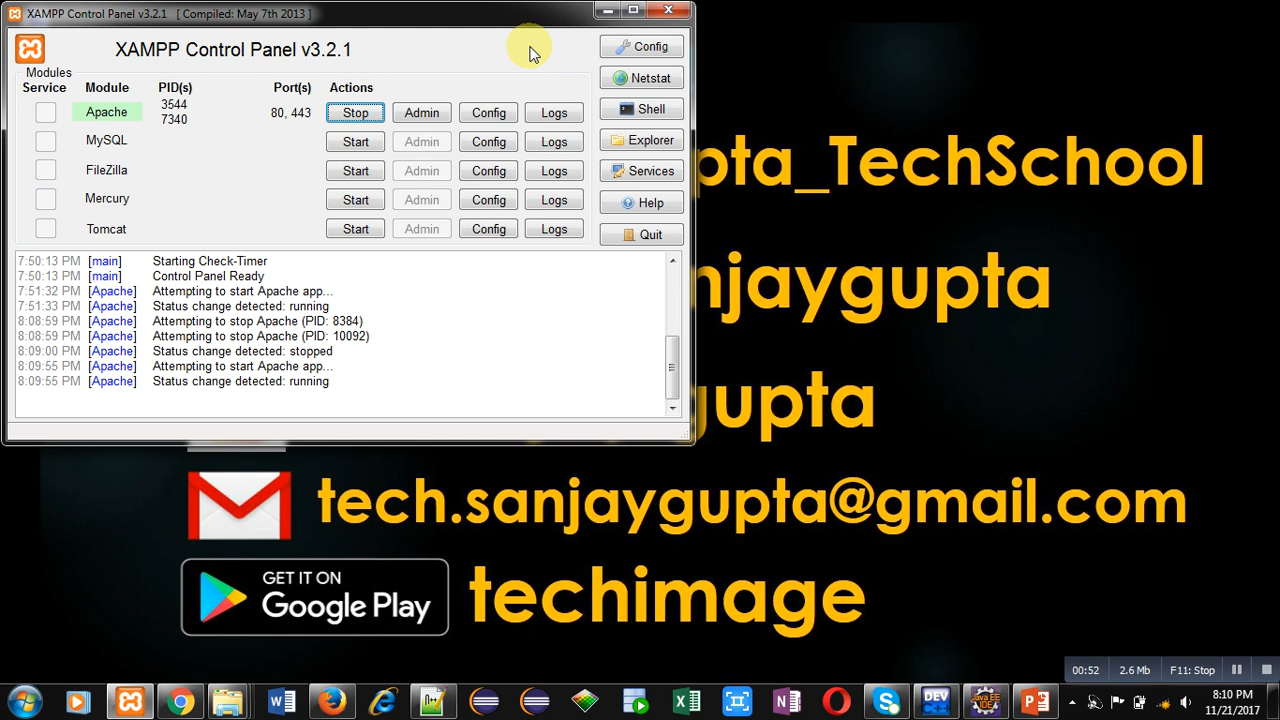 XAMPP Control Panel v3.2.1 [ Compiled: May 7th 2013 ]
XAMPP Control Panel v3.2.1
Config
Modules
Service Module PID(s) Port(s) Actions
Netstat
Apache 3544 7340 80, 443 Stop Admin Config Logs
Shell
MySQL Start Admin Config Logs
Explorer
FileZilla Start Admin Config Logs
Services
Mercury Start Admin Config Logs
Help
Tomcat Start Admin Config Logs
Quit
7:50:13 PM [main] Starting Check-Timer
7:50:13 PM [main] Control Panel Ready
7:51:32 PM [Apache] Attempting to start Apache app...
7:51:33 PM [Apache] Status change detected: running
8:08:59 PM [Apache] Attempting to stop Apache (PID: 8384)
8:08:59 PM [Apache] Attempting to stop Apache (PID: 10092)
8:09:00 PM [Apache] Status change detected: stopped
8:09:55 PM [Apache] Attempting to start Apache app...
8:09:55 PM [Apache] Status change detected: running
pta_TechSchool
njaygupta
gupta
tech.sanjaygupta@gmail.com
GET IT ON
Google Play
techimage
00:52 2.6 Mb F11: Stop
DEV
C++
Java EE
IDE
8:10 PM
11/21/2017